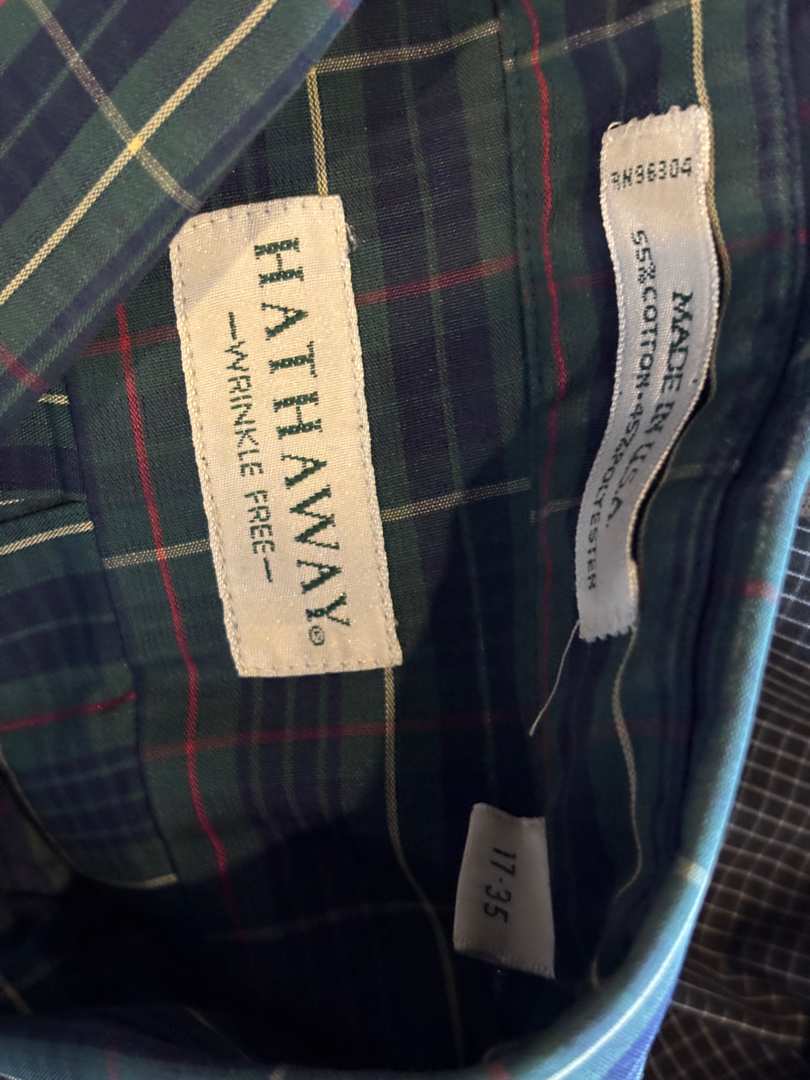 HATHAWAY®
—WRINKLE FREE—
RN96304
MADE IN U.S.A.
55% COTTON•45% POLYESTER
17-35